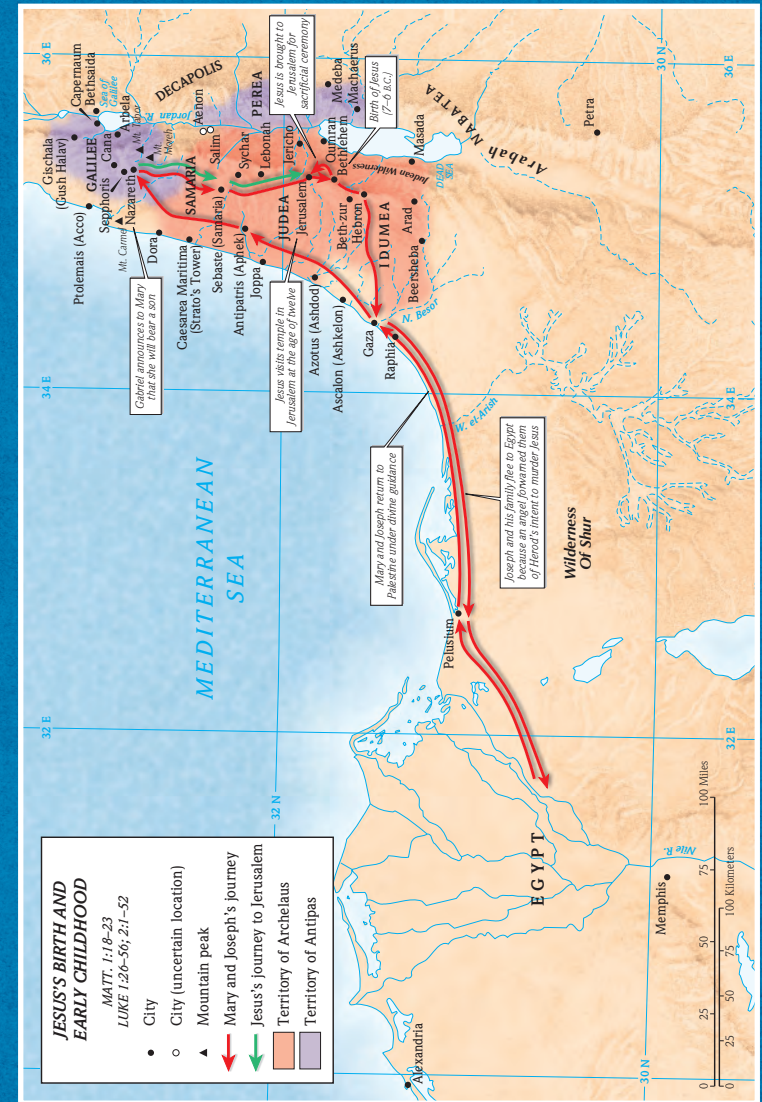 JESUS'S BIRTH AND
EARLY CHILDHOOD
MATT. 1:18–23
LUKE 1:26–56; 2:1–52
City
City (uncertain location)
Mountain peak
Mary and Joseph's journey
Jesus's journey to Jerusalem
Territory of Archelaus
Territory of Antipas
32 E
34 E
36 E
32 N
30 N
30 N
32 E
34 E
36 E
MEDITERRANEAN
SEA
Ptolemais (Acco)
Gischala
(Gush Halav)
Capernaum
Bethsaida
Sea of
Galilee
GALILEE
Cana
Arbela
Sepphoris
Mt. Tabor
Nazareth
Mt. Carmel
Mt.
Moreh
Jordan R.
DECAPOLIS
Dora
Caesarea Maritima
(Strato's Tower)
SAMARIA
Aenon
Salim
Sebaste (Samaria)
Sychar
Lebonah
PEREA
Antipatris (Aphek)
Joppa
JUDEA
Jericho
Jerusalem
Qumran
Bethlehem
Medeba
Machaerus
Azotus (Ashdod)
Ascalon (Ashkelon)
Beth-zur
Hebron
Judean Wilderness
DEAD
SEA
Masada
Gaza
IDUMEA
Arad
Beersheba
Raphia
N. Besor
Arabah
NABATEA
Petra
W. el-Arish
Wilderness
Of Shur
Pelusium
EGYPT
Nile R.
Memphis
Alexandria
Gabriel announces to Mary
that she will bear a son
Jesus visits temple in
Jerusalem at the age of twelve
Jesus is brought to
Jerusalem for
sacrificial ceremony
Birth of Jesus
(7–6 B.C.)
Mary and Joseph return to
Palestine under divine guidance
Joseph and his family flee to Egypt
because an angel forwarned them
of Herod's intent to murder Jesus
0 25 50 75 100 Miles
0 25 50 75 100 Kilometers